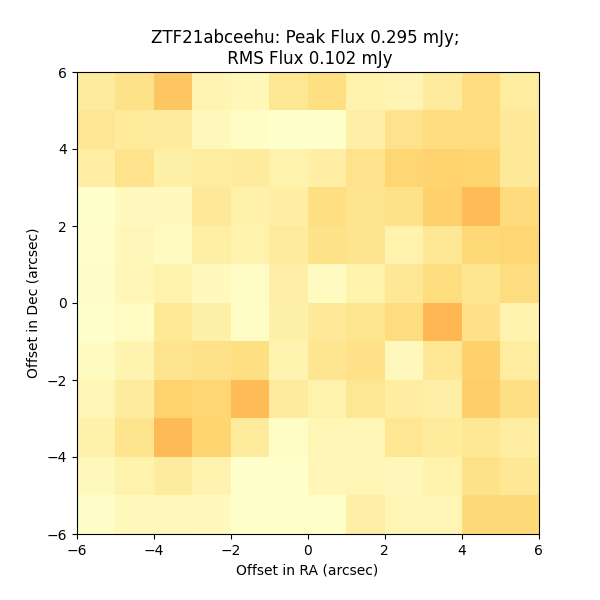 ZTF21abceehu: Peak Flux 0.295 mJy;
RMS Flux 0.102 mJy
6
4
2
0
−2
−4
−6
Offset in Dec (arcsec)
−6 −4 −2 0 2 4 6
Offset in RA (arcsec)